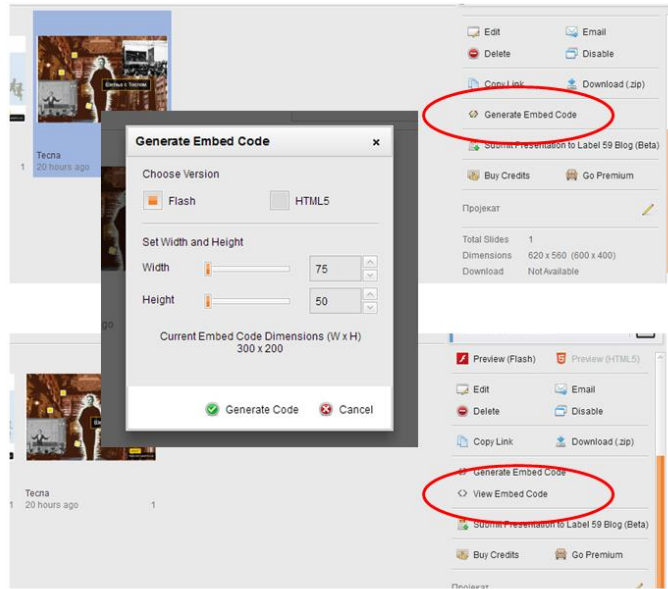 Edit
Email
Delete
Disable
Copy Link
Download (.zip)
Generate Embed Code
Submit Presentation to Label 59 Blog (Beta)
Buy Credits
Go Premium
Пројекат
Total Slides 1
Dimensions 620 x 560 (600 x 400)
Download Not Available
Тесла
1 20 hours ago
Generate Embed Code x
Choose Version
Flash
HTML5
Set Width and Height
Width 75
Height 50
Current Embed Code Dimensions (W x H)
300 x 200
Generate Code
Cancel
go
Preview (Flash)
Preview (HTML5)
Edit
Email
Delete
Disable
Copy Link
Download (.zip)
Generate Embed Code
View Embed Code
Submit Presentation to Label 59 Blog (Beta)
Buy Credits
Go Premium
Пројекат
Тесла
1 20 hours ago 1